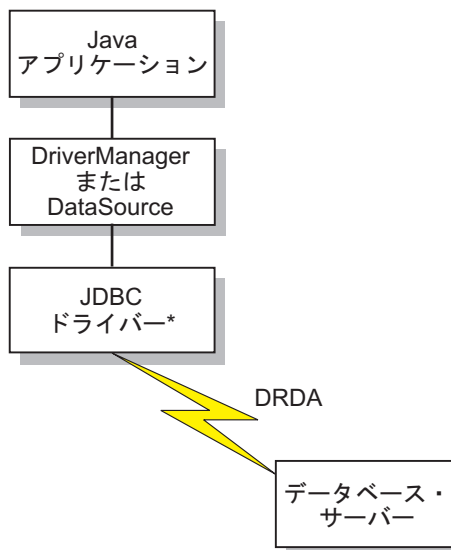 Java
アプリケーション
DriverManager
または
DataSource
JDBC
ドライバー*
DRDA
データベース・
サーバー